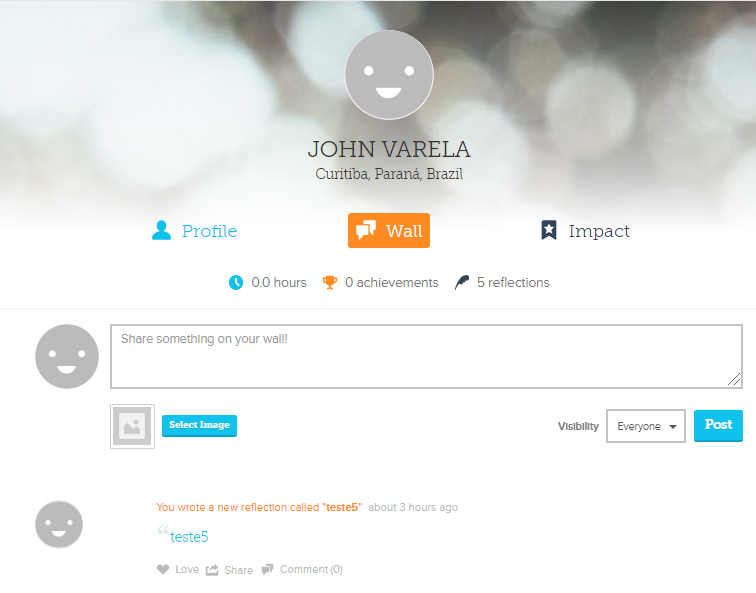 JOHN VARELA
Curitiba, Paraná, Brazil
Profile
Wall
Impact
0.0 hours
0 achievements
5 reflections
Share something on your wall!
Select Image
Visibility
Everyone
Post
You wrote a new reflection called "teste5" about 3 hours ago
“teste5
Love
Share
Comment (0)